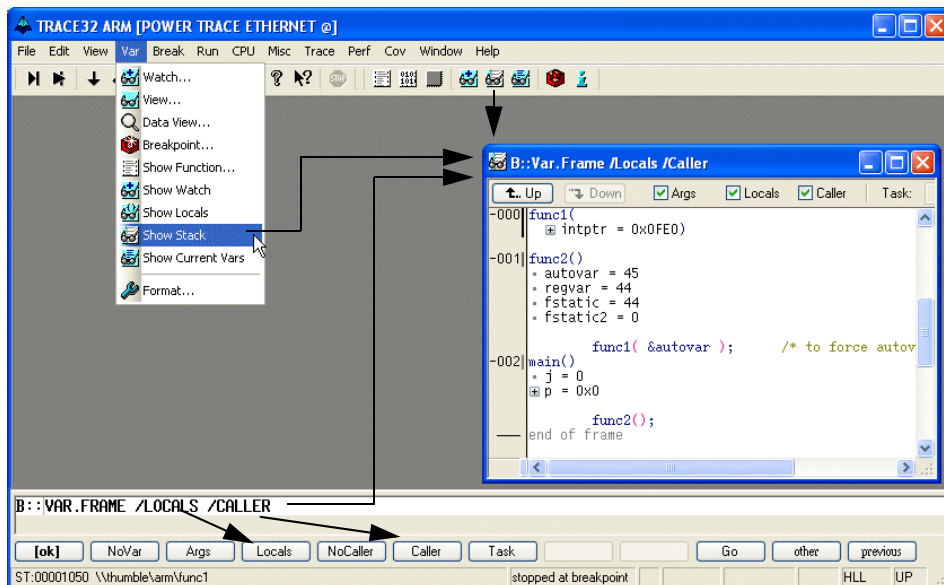 TRACE32 ARM [POWER TRACE ETHERNET @]
File Edit View Var Break Run CPU Misc Trace Perf Cov Window Help
Watch...
View...
Data View...
Breakpoint...
Show Function...
Show Watch
Show Locals
Show Stack
Show Current Vars
Format...
B::Var.Frame /Locals /Caller
Up Down Args Locals Caller Task:
-000 func1(
intptr = 0x0FE0)
-001 func2()
autovar = 45
regvar = 44
fstatic = 44
fstatic2 = 0
func1( &autovar ); /* to force autov
-002 main()
j = 0
p = 0x0
func2();
end of frame
B::VAR.FRAME /LOCALS /CALLER
[ok] NoVar Args Locals NoCaller Caller Task Go other previous
ST:00001050 \\thumble\arm\func1 stopped at breakpoint HLL UP